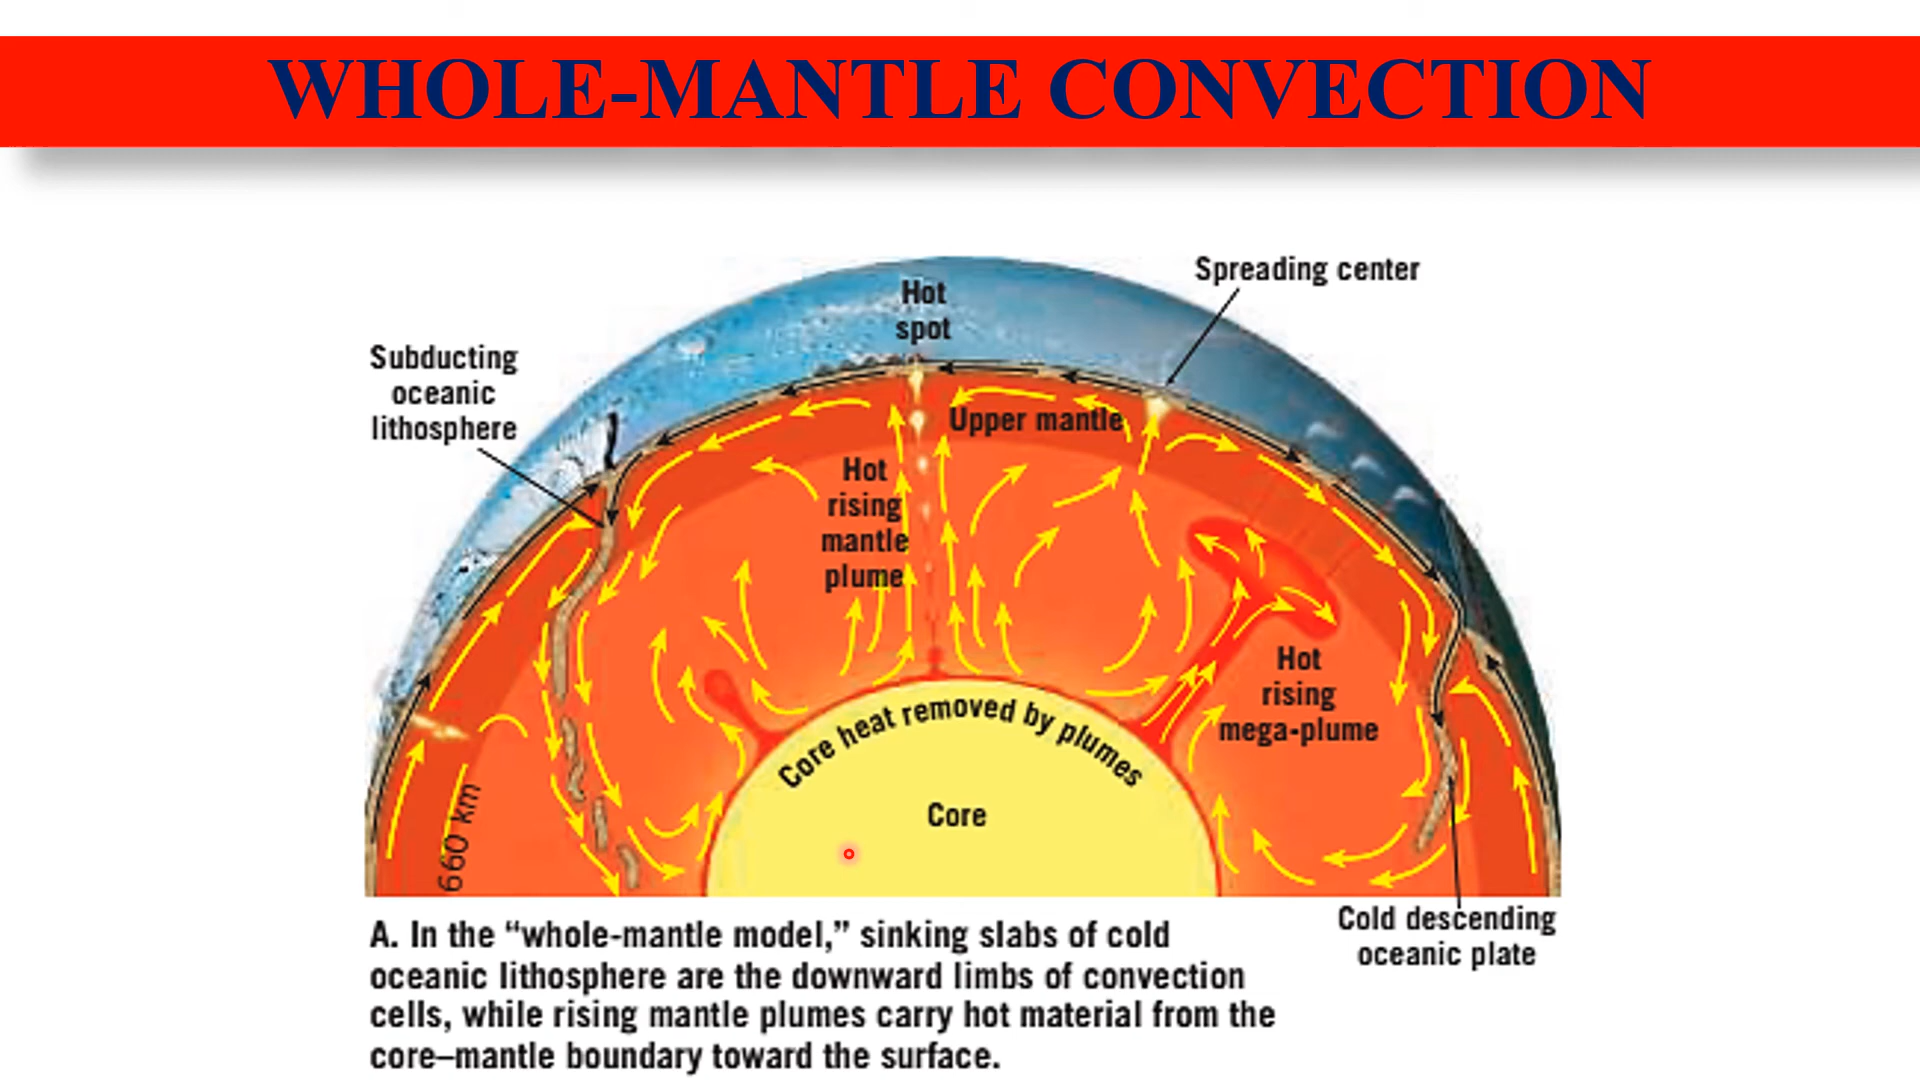 WHOLE-MANTLE CONVECTION
Spreading center
Hot
spot
Subducting
oceanic
lithosphere
Upper mantle
Hot
rising
mantle
plume
Hot
rising
mega-plume
Core heat removed by plumes
Core
660 km
Cold descending
oceanic plate
A. In the “whole-mantle model,” sinking slabs of cold
oceanic lithosphere are the downward limbs of convection
cells, while rising mantle plumes carry hot material from the
core–mantle boundary toward the surface.